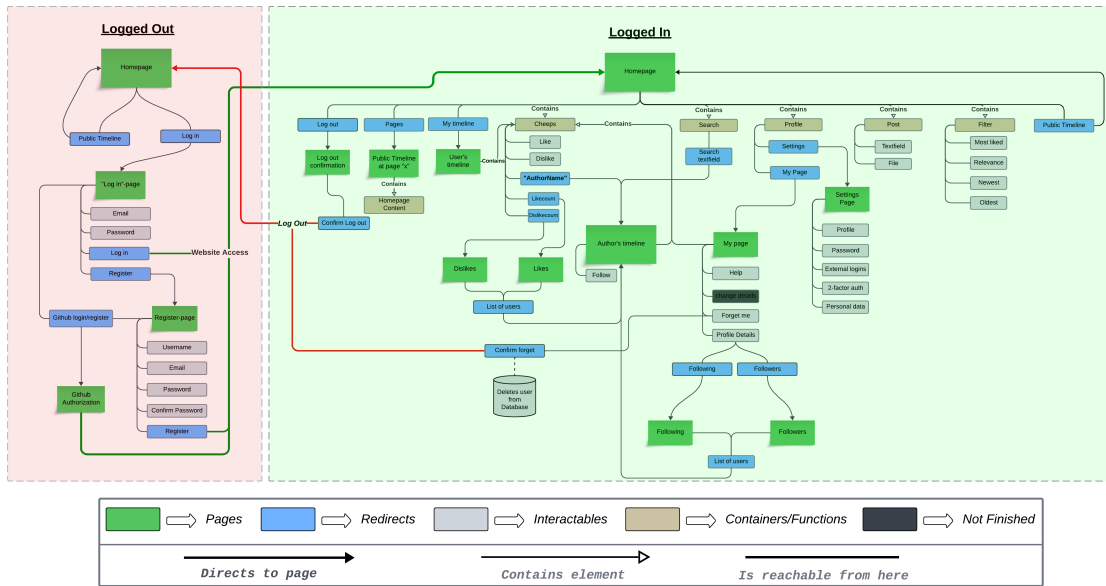 Logged Out
Homepage
Public Timeline
Log in
"Log in"-page
Email
Password
Log in
Register
Website Access
Github login/register
Register-page
Username
Email
Password
Confirm Password
Register
Github
Authorization
Logged In
Homepage
Contains
Contains
Contains
Contains
Contains
Log out
Pages
My timeline
Cheeps
Contains
Search
Profile
Post
Filter
Public Timeline
Log out
confirmation
Public Timeline
at page "x"
User's
timeline
Contains
Like
Dislike
"AuthorName"
Likecount
Dislikecount
Search
textfield
Settings
My Page
Textfield
File
Most liked
Relevance
Newest
Oldest
Contains
Homepage
Content
Log Out
Confirm Log out
Settings
Page
Profile
Password
External logins
2-factor auth
Personal data
Author's timeline
Follow
My page
Help
change details
Forget me
Profile Details
Dislikes
Likes
List of users
Confirm forget
Deletes user
from
Database
Following
Followers
Following
Followers
List of users
Pages
Redirects
Interactables
Containers/Functions
Not Finished
Directs to page
Contains element
Is reachable from here